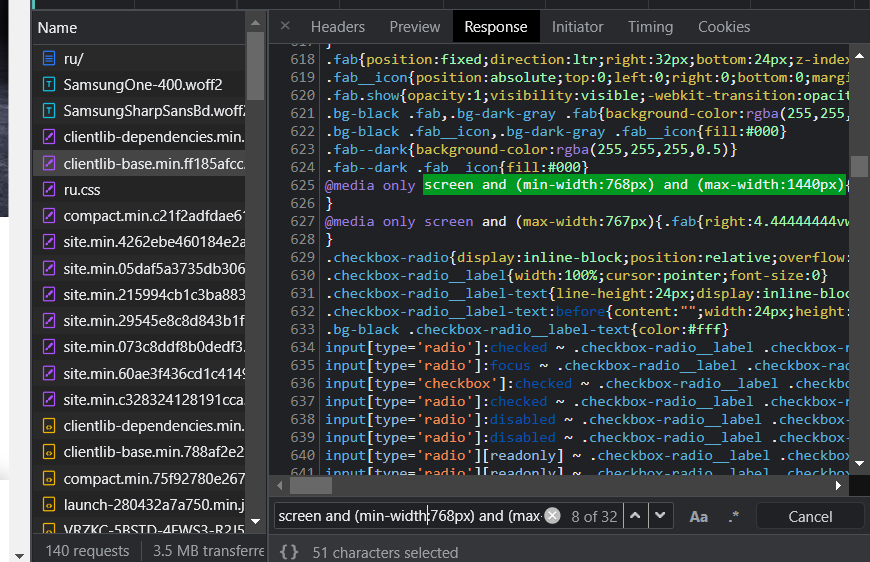 Name
ru/
SamsungOne-400.woff2
SamsungSharpSansBd.woff2
clientlib-dependencies.min.
clientlib-base.min.ff185afcc.
ru.css
compact.min.c21f2adfdae61
site.min.4262ebe460184e2a
site.min.05daf5a3735db306
site.min.215994cb1c3ba883
site.min.29545e8c8d843b1f
site.min.073c8ddf8b0dedf3.
site.min.60ae3f436cd1c4149
site.min.c328324128191cca.
clientlib-dependencies.min.
clientlib-base.min.788af2e2
compact.min.75f92780e267
launch-280432a7a750.min.j
VRZKC-5BSTD-4EWS3-R2J5
140 requests
3.5 MB transferre
× Headers Preview Response Initiator Timing Cookies
617 }
618 .fab{position:fixed;direction:ltr;right:32px;bottom:24px;z-index
619 .fab__icon{position:absolute;top:0;left:0;right:0;bottom:0;margi
620 .fab.show{opacity:1;visibility:visible;-webkit-transition:opacit
621 .bg-black .fab,.bg-dark-gray .fab{background-color:rgba(255,255,
622 .bg-black .fab__icon,.bg-dark-gray .fab__icon{fill:#000}
623 .fab--dark{background-color:rgba(255,255,255,0.5)}
624 .fab--dark .fab__icon{fill:#000}
625 @media only screen and (min-width:768px) and (max-width:1440px){
626 }
627 @media only screen and (max-width:767px){.fab{right:4.44444444vw
628 }
629 .checkbox-radio{display:inline-block;position:relative;overflow:
630 .checkbox-radio__label{width:100%;cursor:pointer;font-size:0}
631 .checkbox-radio__label-text{line-height:24px;display:inline-bloc
632 .checkbox-radio__label-text:before{content:"";width:24px;height:
633 .bg-black .checkbox-radio__label-text{color:#fff}
634 input[type='radio']:checked ~ .checkbox-radio__label .checkbox-r
635 input[type='radio']:focus ~ .checkbox-radio__label .checkbox-rad
636 input[type='checkbox']:checked ~ .checkbox-radio__label .checkbo
637 input[type='radio']:checked ~ .checkbox-radio__label .checkbox-r
638 input[type='radio']:disabled ~ .checkbox-radio__label .checkbox-
639 input[type='radio']:disabled ~ .checkbox-radio__label .checkbox-
640 input[type='radio'][readonly] ~ .checkbox-radio__label .checkbox
641 input[type='radio'][readonly] ~ .checkbox-radio__label .checkbox
screen and (min-width:768px) and (max- 8 of 32 Aa .* Cancel
{} 51 characters selected